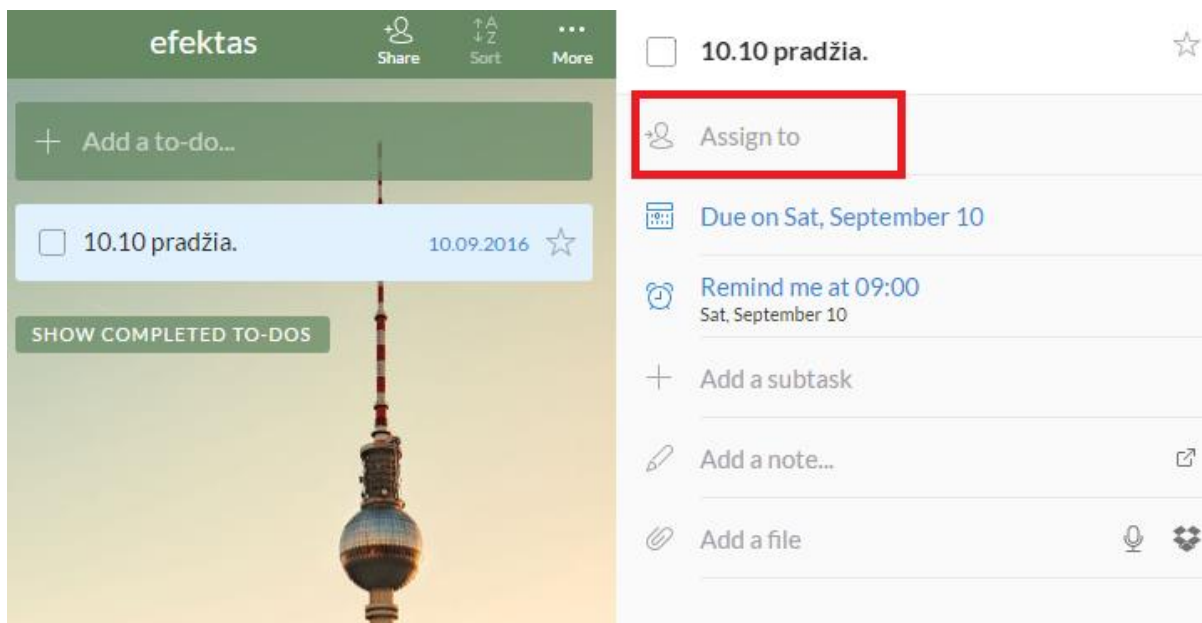 efektas
Share
Sort
More
Add a to-do...
10.10 pradžia. 10.09.2016
SHOW COMPLETED TO-DOS
10.10 pradžia.
Assign to
Due on Sat, September 10
Remind me at 09:00
Sat, September 10
Add a subtask
Add a note...
Add a file